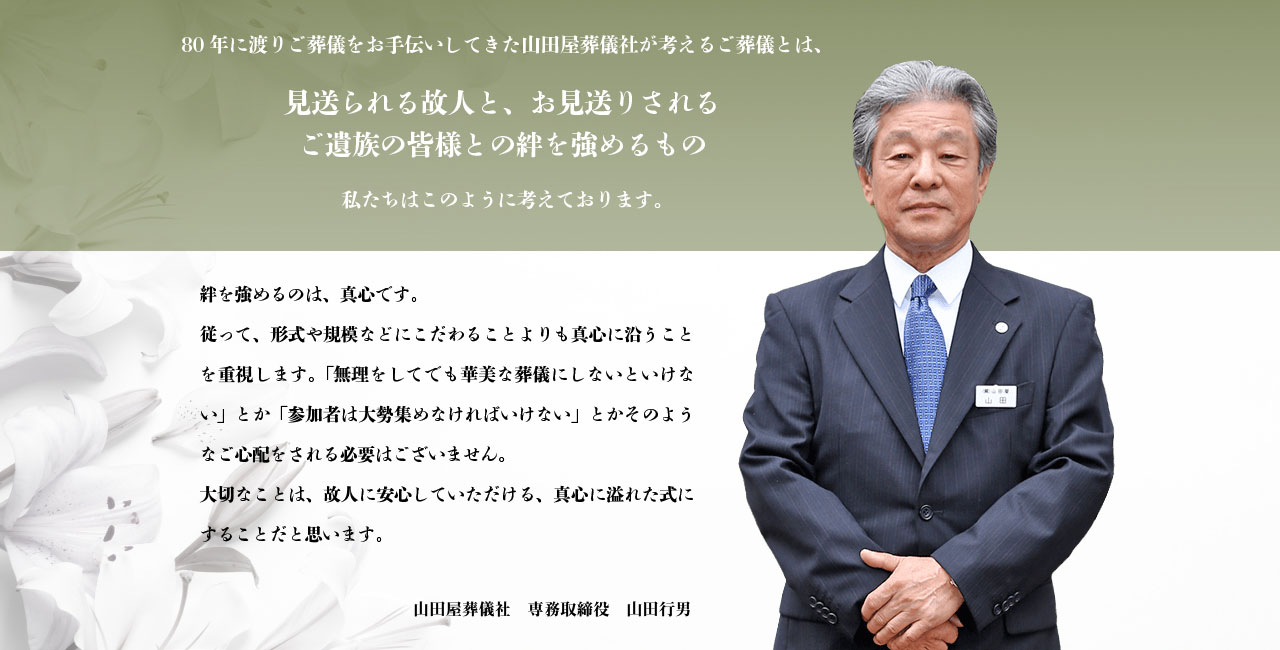 80 年に渡りご葬儀をお手伝いしてきた山田屋葬儀社が考えるご葬儀とは、
見送られる故人と、お見送りされる
ご遺族の皆様との絆を強めるもの
私たちはこのように考えております。
絆を強めるのは、真心です。
従って、形式や規模などにこだわることよりも真心に沿うこと
を重視します。「無理をしてでも華美な葬儀にしないといけな
い」とか「参加者は大勢集めなければいけない」とかそのよう
なご心配をされる必要はございません。
大切なことは、故人に安心していただける、真心に溢れた式に
することだと思います。
山田屋葬儀社　専務取締役　山田行男
山 田